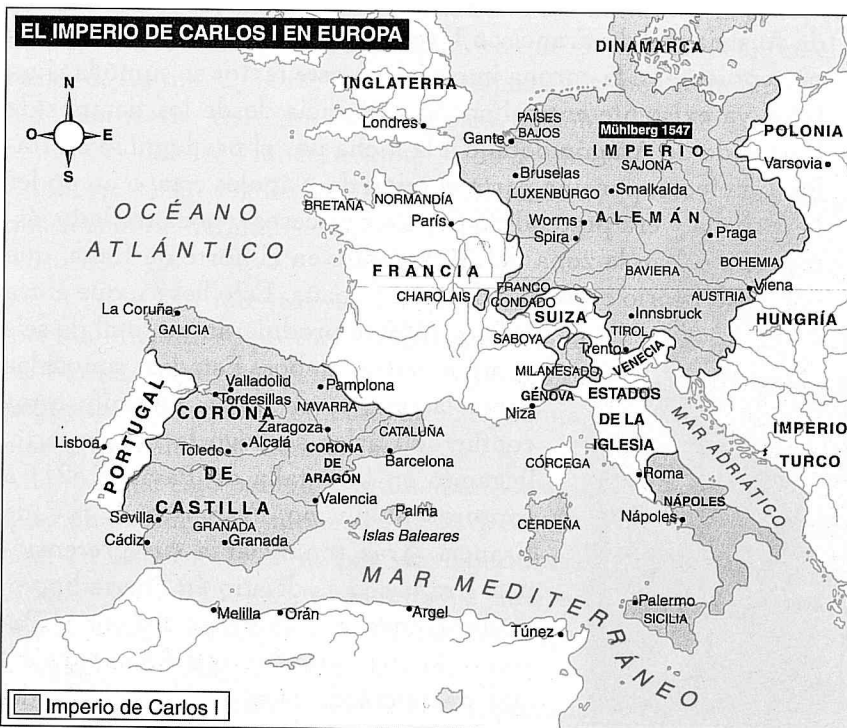 EL IMPERIO DE CARLOS I EN EUROPA
N
O
E
S
DINAMARCA
INGLATERRA
Londres
Gante
PAÍSES
BAJOS
Mühlberg 1547
IMPERIO
SAJONA
POLONIA
Varsovia
Bruselas
LUXENBURGO
Smalkalda
BRETAÑA
NORMANDÍA
París
Worms
Spira
ALEMÁN
Praga
OCÉANO
ATLÁNTICO
FRANCIA
CHAROLAIS
FRANCO
CONDADO
BAVIERA
BOHEMIA
AUSTRIA
Viena
Innsbruck
TIROL
SUIZA
HUNGRÍA
SABOYA
Trento
VENECIA
MILANESADO
La Coruña
GALICIA
GÉNOVA
Niza
ESTADOS
DE LA
IGLESIA
MAR ADRIÁTICO
IMPERIO
TURCO
Valladolid
Tordesillas
Pamplona
NAVARRA
PORTUGAL
CORONA
Zaragoza
CATALUÑA
Lisboa
Toledo
Alcalá
CORONA
DE
ARAGÓN
Barcelona
CÓRCEGA
Roma
DE
CASTILLA
Valencia
NÁPOLES
Nápoles
Sevilla
GRANADA
Palma
Islas Baleares
CERDEÑA
Cádiz
Granada
MAR MEDITERRÁNEO
Palermo
SICILIA
Melilla
Orán
Argel
Túnez
Imperio de Carlos I